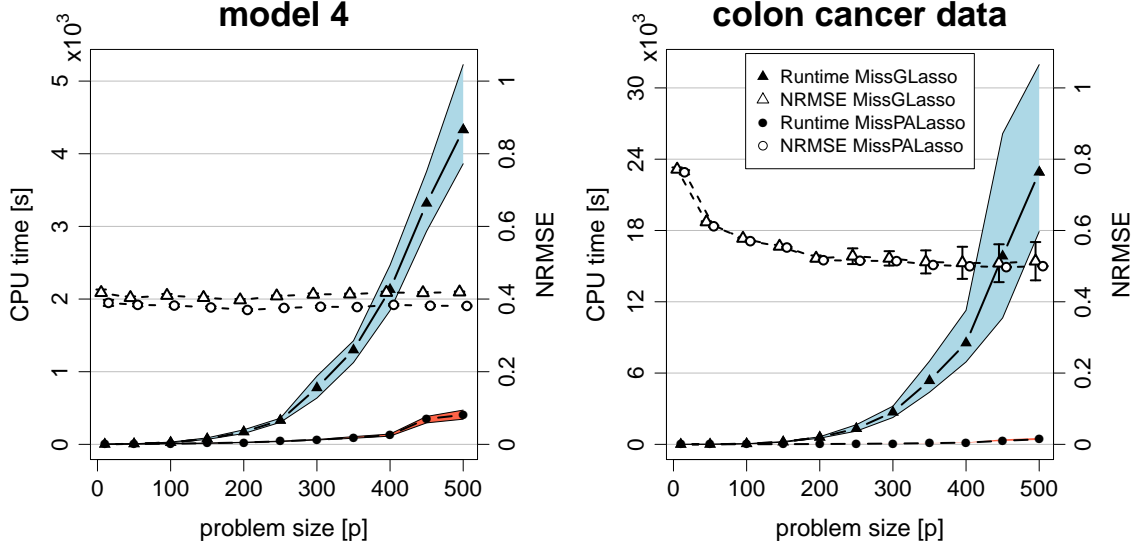 model 4
colon cancer data
x10³
5
4
3
2
1
0
CPU time [s]
1
0.8
0.6
0.4
0.2
0
NRMSE
0 100 200 300 400 500
problem size [p]
x10³
30
24
18
12
6
0
CPU time [s]
Runtime MissGLasso
NRMSE MissGLasso
Runtime MissPALasso
NRMSE MissPALasso
1
0.8
0.6
0.4
0.2
0
NRMSE
0 100 200 300 400 500
problem size [p]